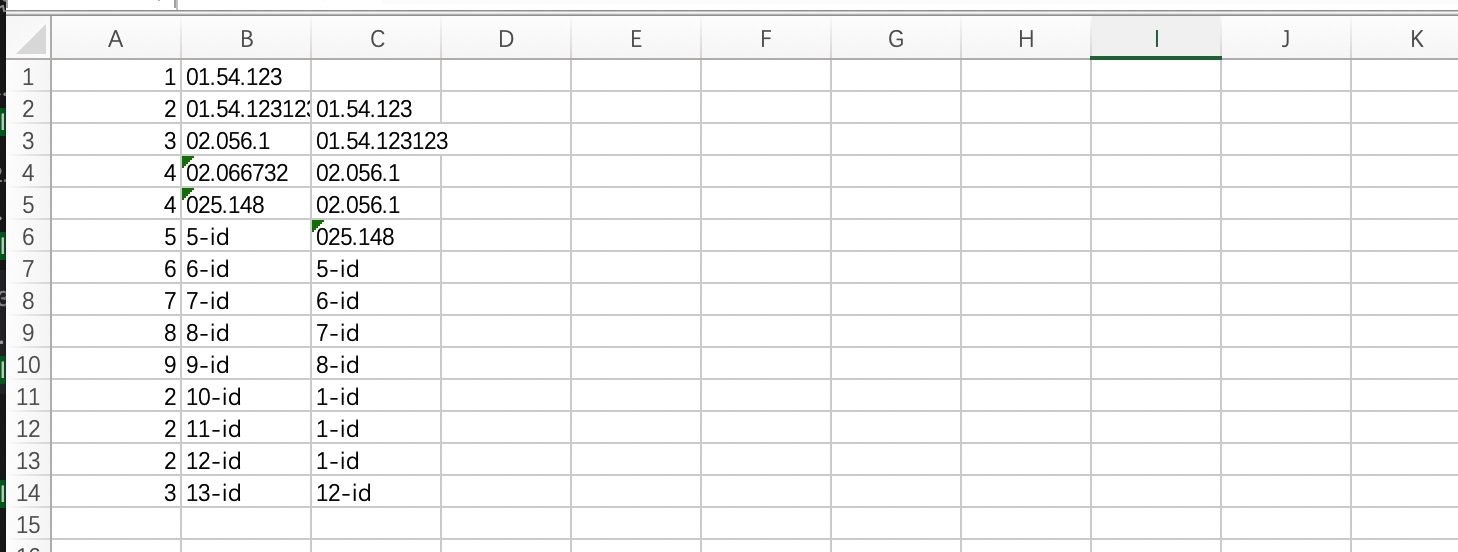 A B C D E F G H I J K
1 1 01.54.123
2 2 01.54.123123 01.54.123
3 3 02.056.1 01.54.123123
4 4 02.066732 02.056.1
5 4 025.148 02.056.1
6 5 5-id 025.148
7 6 6-id 5-id
8 7 7-id 6-id
9 8 8-id 7-id
10 9 9-id 8-id
11 2 10-id 1-id
12 2 11-id 1-id
13 2 12-id 1-id
14 3 13-id 12-id
15